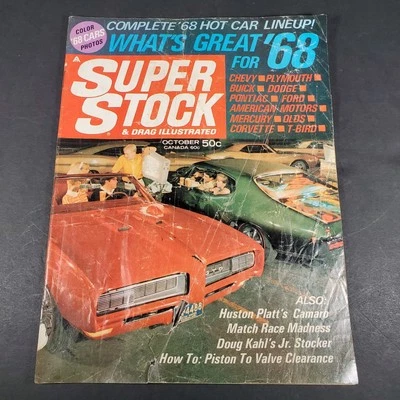 COLOR
'68 CARS
PHOTOS
COMPLETE '68 HOT CAR LINEUP!
WHAT'S GREAT
FOR '68
SUPER
STOCK
& DRAG ILLUSTRATED
OCTOBER 50c
CANADA 60c
CHEVY ■ PLYMOUTH ■
BUICK ■ DODGE ■
PONTIAC ■ FORD ■
AMERICAN MOTORS ■
MERCURY ■ OLDS ■
CORVETTE ■ T-BIRD ■
ALSO:
Huston Platt's Camaro
Match Race Madness
Doug Kahl's Jr. Stocker
How To: Piston To Valve Clearance